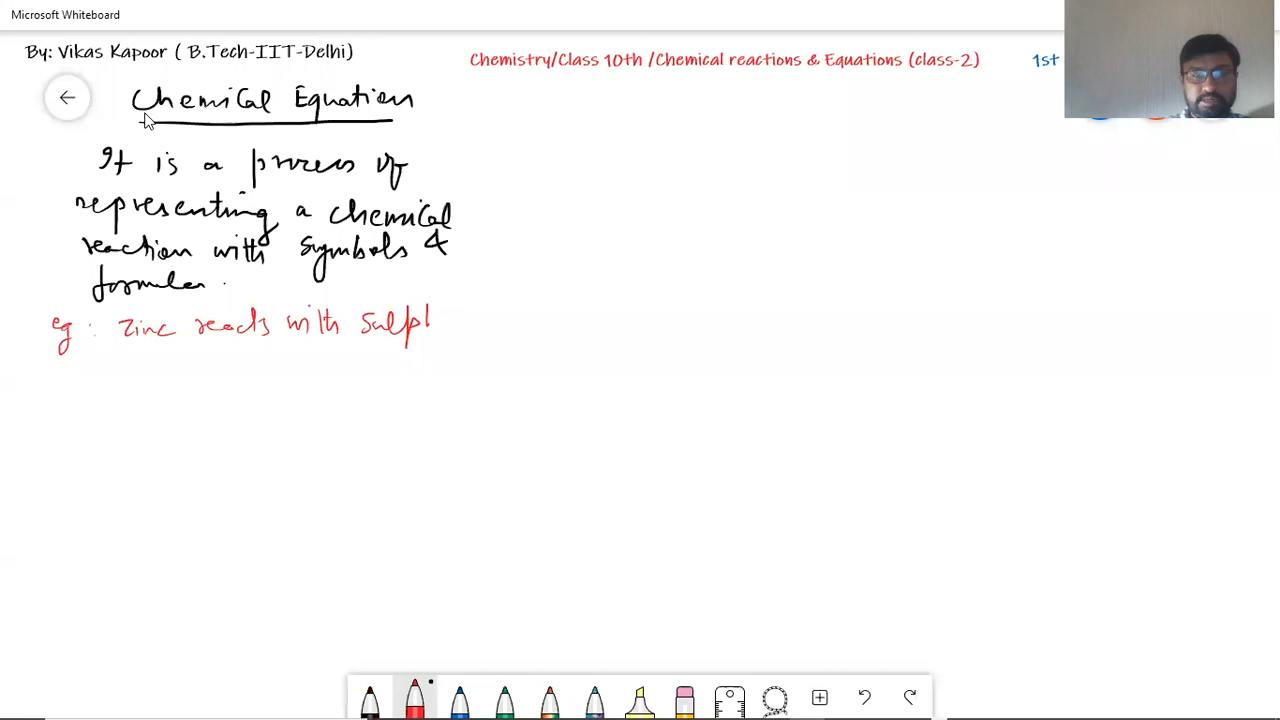 Microsoft Whiteboard
By: Vikas Kapoor ( B.Tech-IIT-Delhi)
Chemistry/Class 10th /Chemical reactions & Equations (class-2)
1st
Chemical Equation
It is a process of
representing a chemical
reaction with symbols &
formulae.
eg: Zinc reacts with Sulph